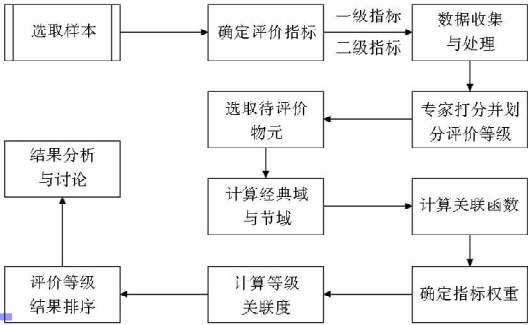 选取样本
确定评价指标
一级指标
二级指标
数据收集
与处理
专家打分并划
分评价等级
选取待评价
物元
计算经典域
与节域
计算关联函数
确定指标权重
计算等级
关联度
评价等级
结果排序
结果分析
与讨论